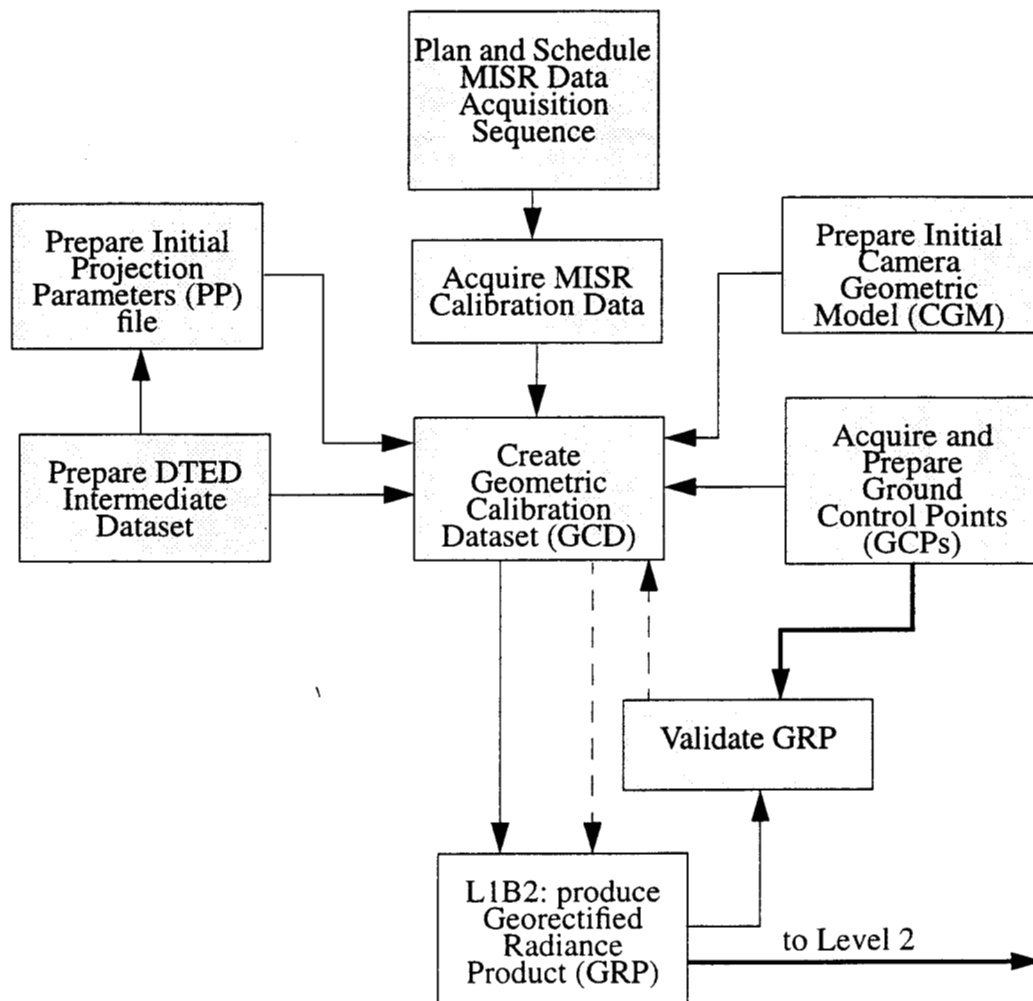 Plan and Schedule
MISR Data
Acquisition
Sequence
Prepare Initial
Projection
Parameters (PP)
file
Acquire MISR
Calibration Data
Prepare Initial
Camera
Geometric
Model (CGM)
Prepare DTED
Intermediate
Dataset
Create
Geometric
Calibration
Dataset (GCD)
Acquire and
Prepare
Ground
Control Points
(GCPs)
Validate GRP
L1B2: produce
Georectified
Radiance
Product (GRP)
to Level 2